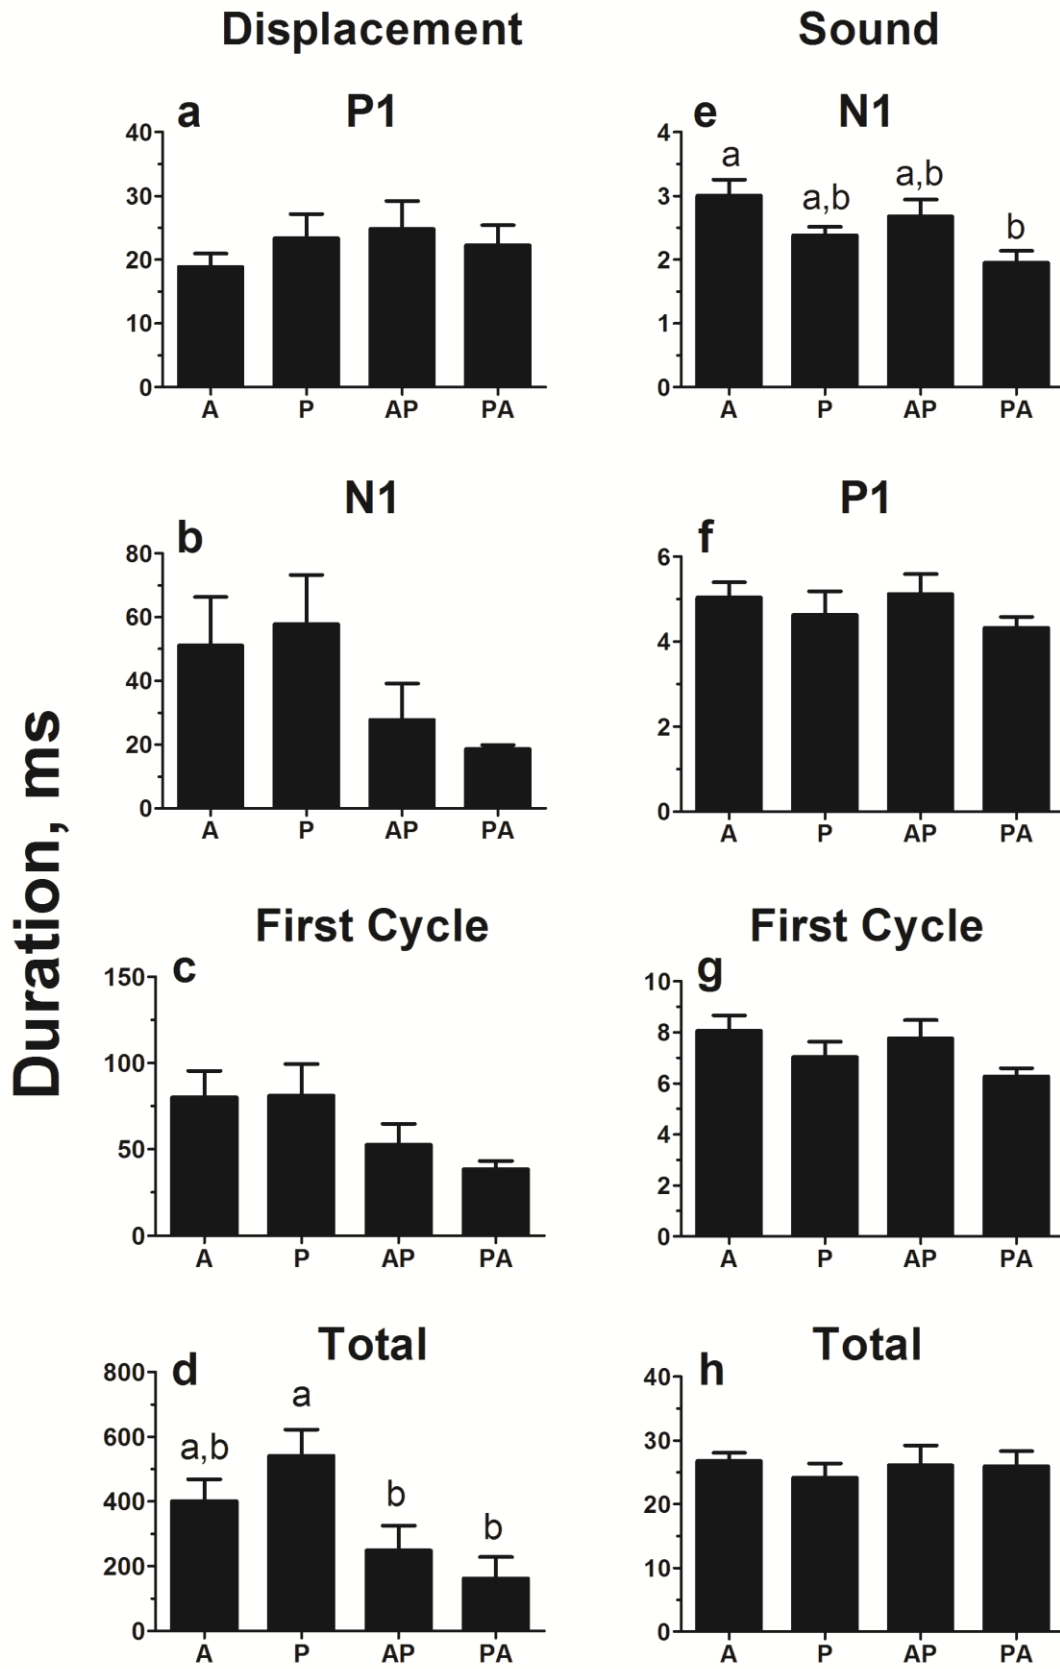 Displacement
Sound
Duration, ms
a
P1
40
30
20
10
0
A P AP PA
e
N1
4
3
2
1
0
a
a,b
a,b
b
A P AP PA
b
N1
80
60
40
20
0
A P AP PA
f
P1
6
4
2
0
A P AP PA
c
First Cycle
150
100
50
0
A P AP PA
g
First Cycle
10
8
6
4
2
0
A P AP PA
d
Total
800
600
400
200
0
a,b
a
b
b
A P AP PA
h
Total
40
30
20
10
0
A P AP PA